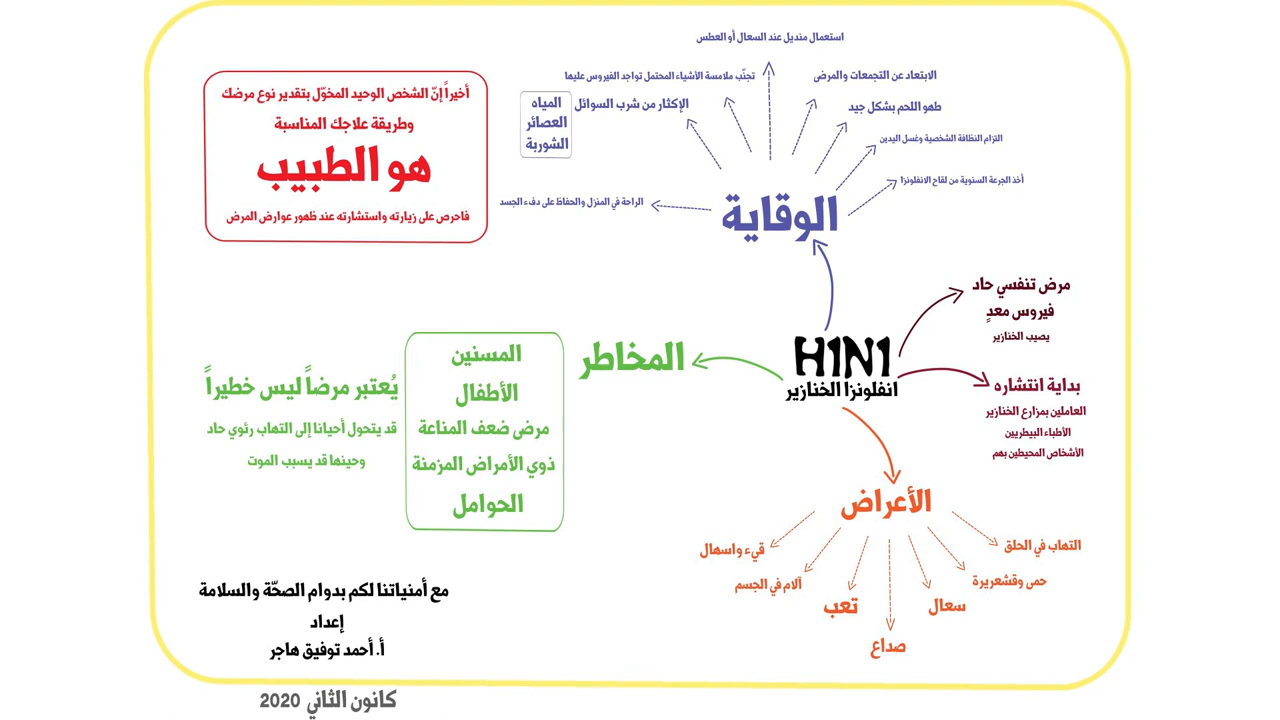 استعمال منديل عند السعال أو العطس
الابتعاد عن التجمعات والمرض
تجنّب ملامسة الأشياء المحتمل تواجد الفيروس عليها
طهو اللحم بشكل جيد
الإكثار من شرب السوائل
المياه
العصائر
الشوربة
التزام النظافة الشخصية وغسل اليدين
أخذ الجرعة السنوية من لقاح الانفلونزا
الراحة في المنزل والحفاظ على دفء الجسد
الوقاية
أخيراً إنّ الشخص الوحيد المخوّل بتقدير نوع مرضك
وطريقة علاجك المناسبة
هو الطبيب
فاحرص على زيارته واستشارته عند ظهور عوارض المرض
مرض تنفسي حاد
فيروس معدٍ
يصيب الخنازير
H1N1
انفلونزا الخنازير
بداية انتشاره
العاملين بمزارع الخنازير
الأطباء البيطريين
الأشخاص المحيطين بهم
المخاطر
المسنين
الأطفال
مرض ضعف المناعة
ذوي الأمراض المزمنة
الحوامل
يُعتبر مرضاً ليس خطيراً
قد يتحول أحيانا إلى التهاب رئوي حاد
وحينها قد يسبب الموت
الأعراض
التهاب في الحلق
حمى وقشعريرة
سعال
صداع
تعب
آلام في الجسم
قيء واسهال
مع أمنياتنا لكم بدوام الصحّة والسلامة
إعداد
أ. أحمد توفيق هاجر
كانون الثاني 2020